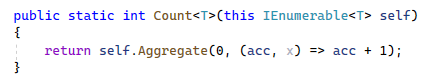 public static int Count<T>(this IEnumerable<T> self)
{
    return self.Aggregate(0, (acc, x) => acc + 1);
}